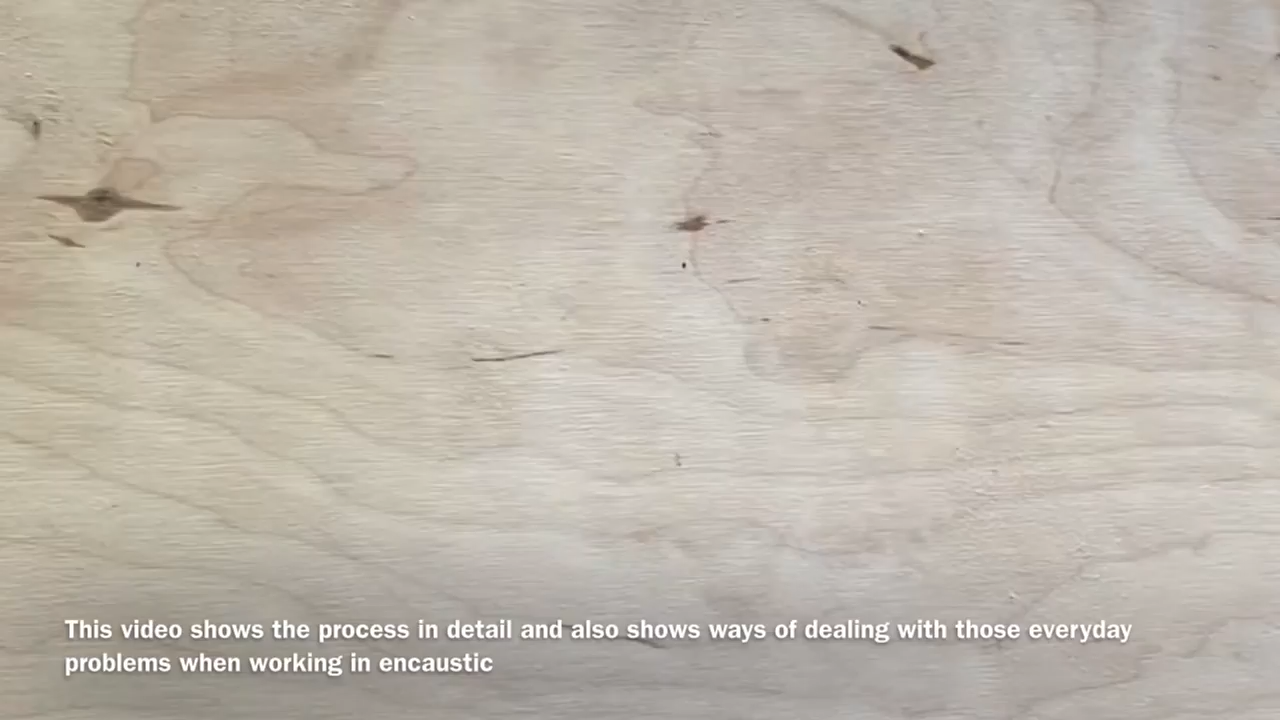 This video shows the process in detail and also shows ways of dealing with those everyday
problems when working in encaustic